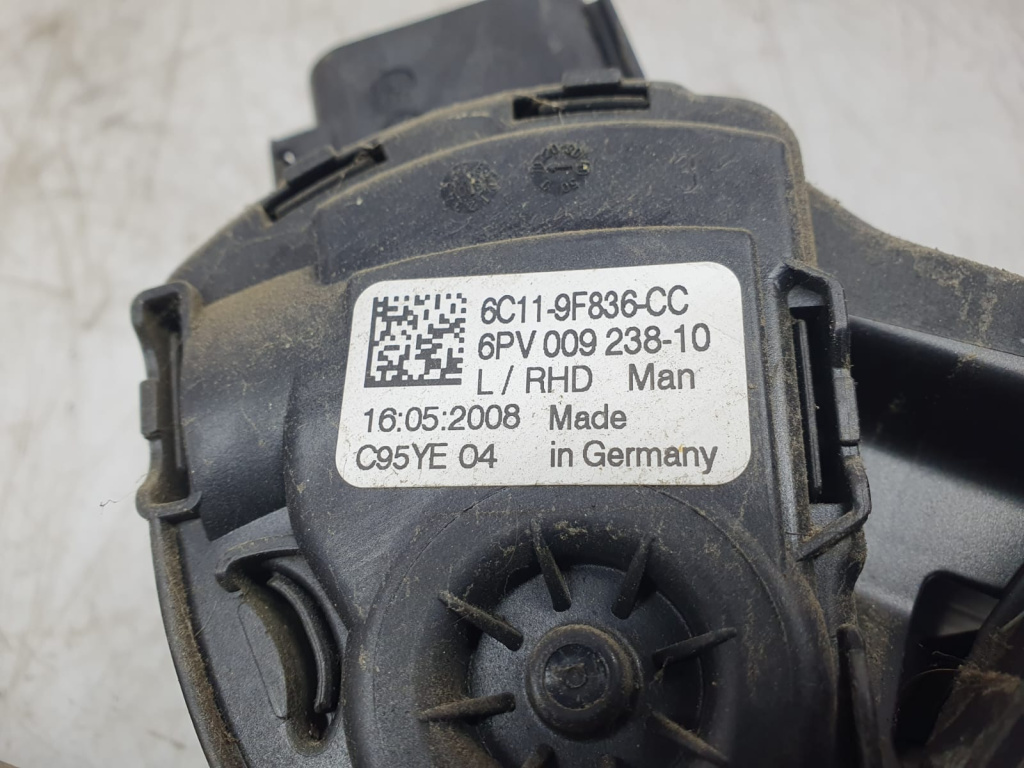 6C11-9F836-CC
6PV 009 238-10
L / RHD Man
16:05:2008 Made
C95YE 04 in Germany